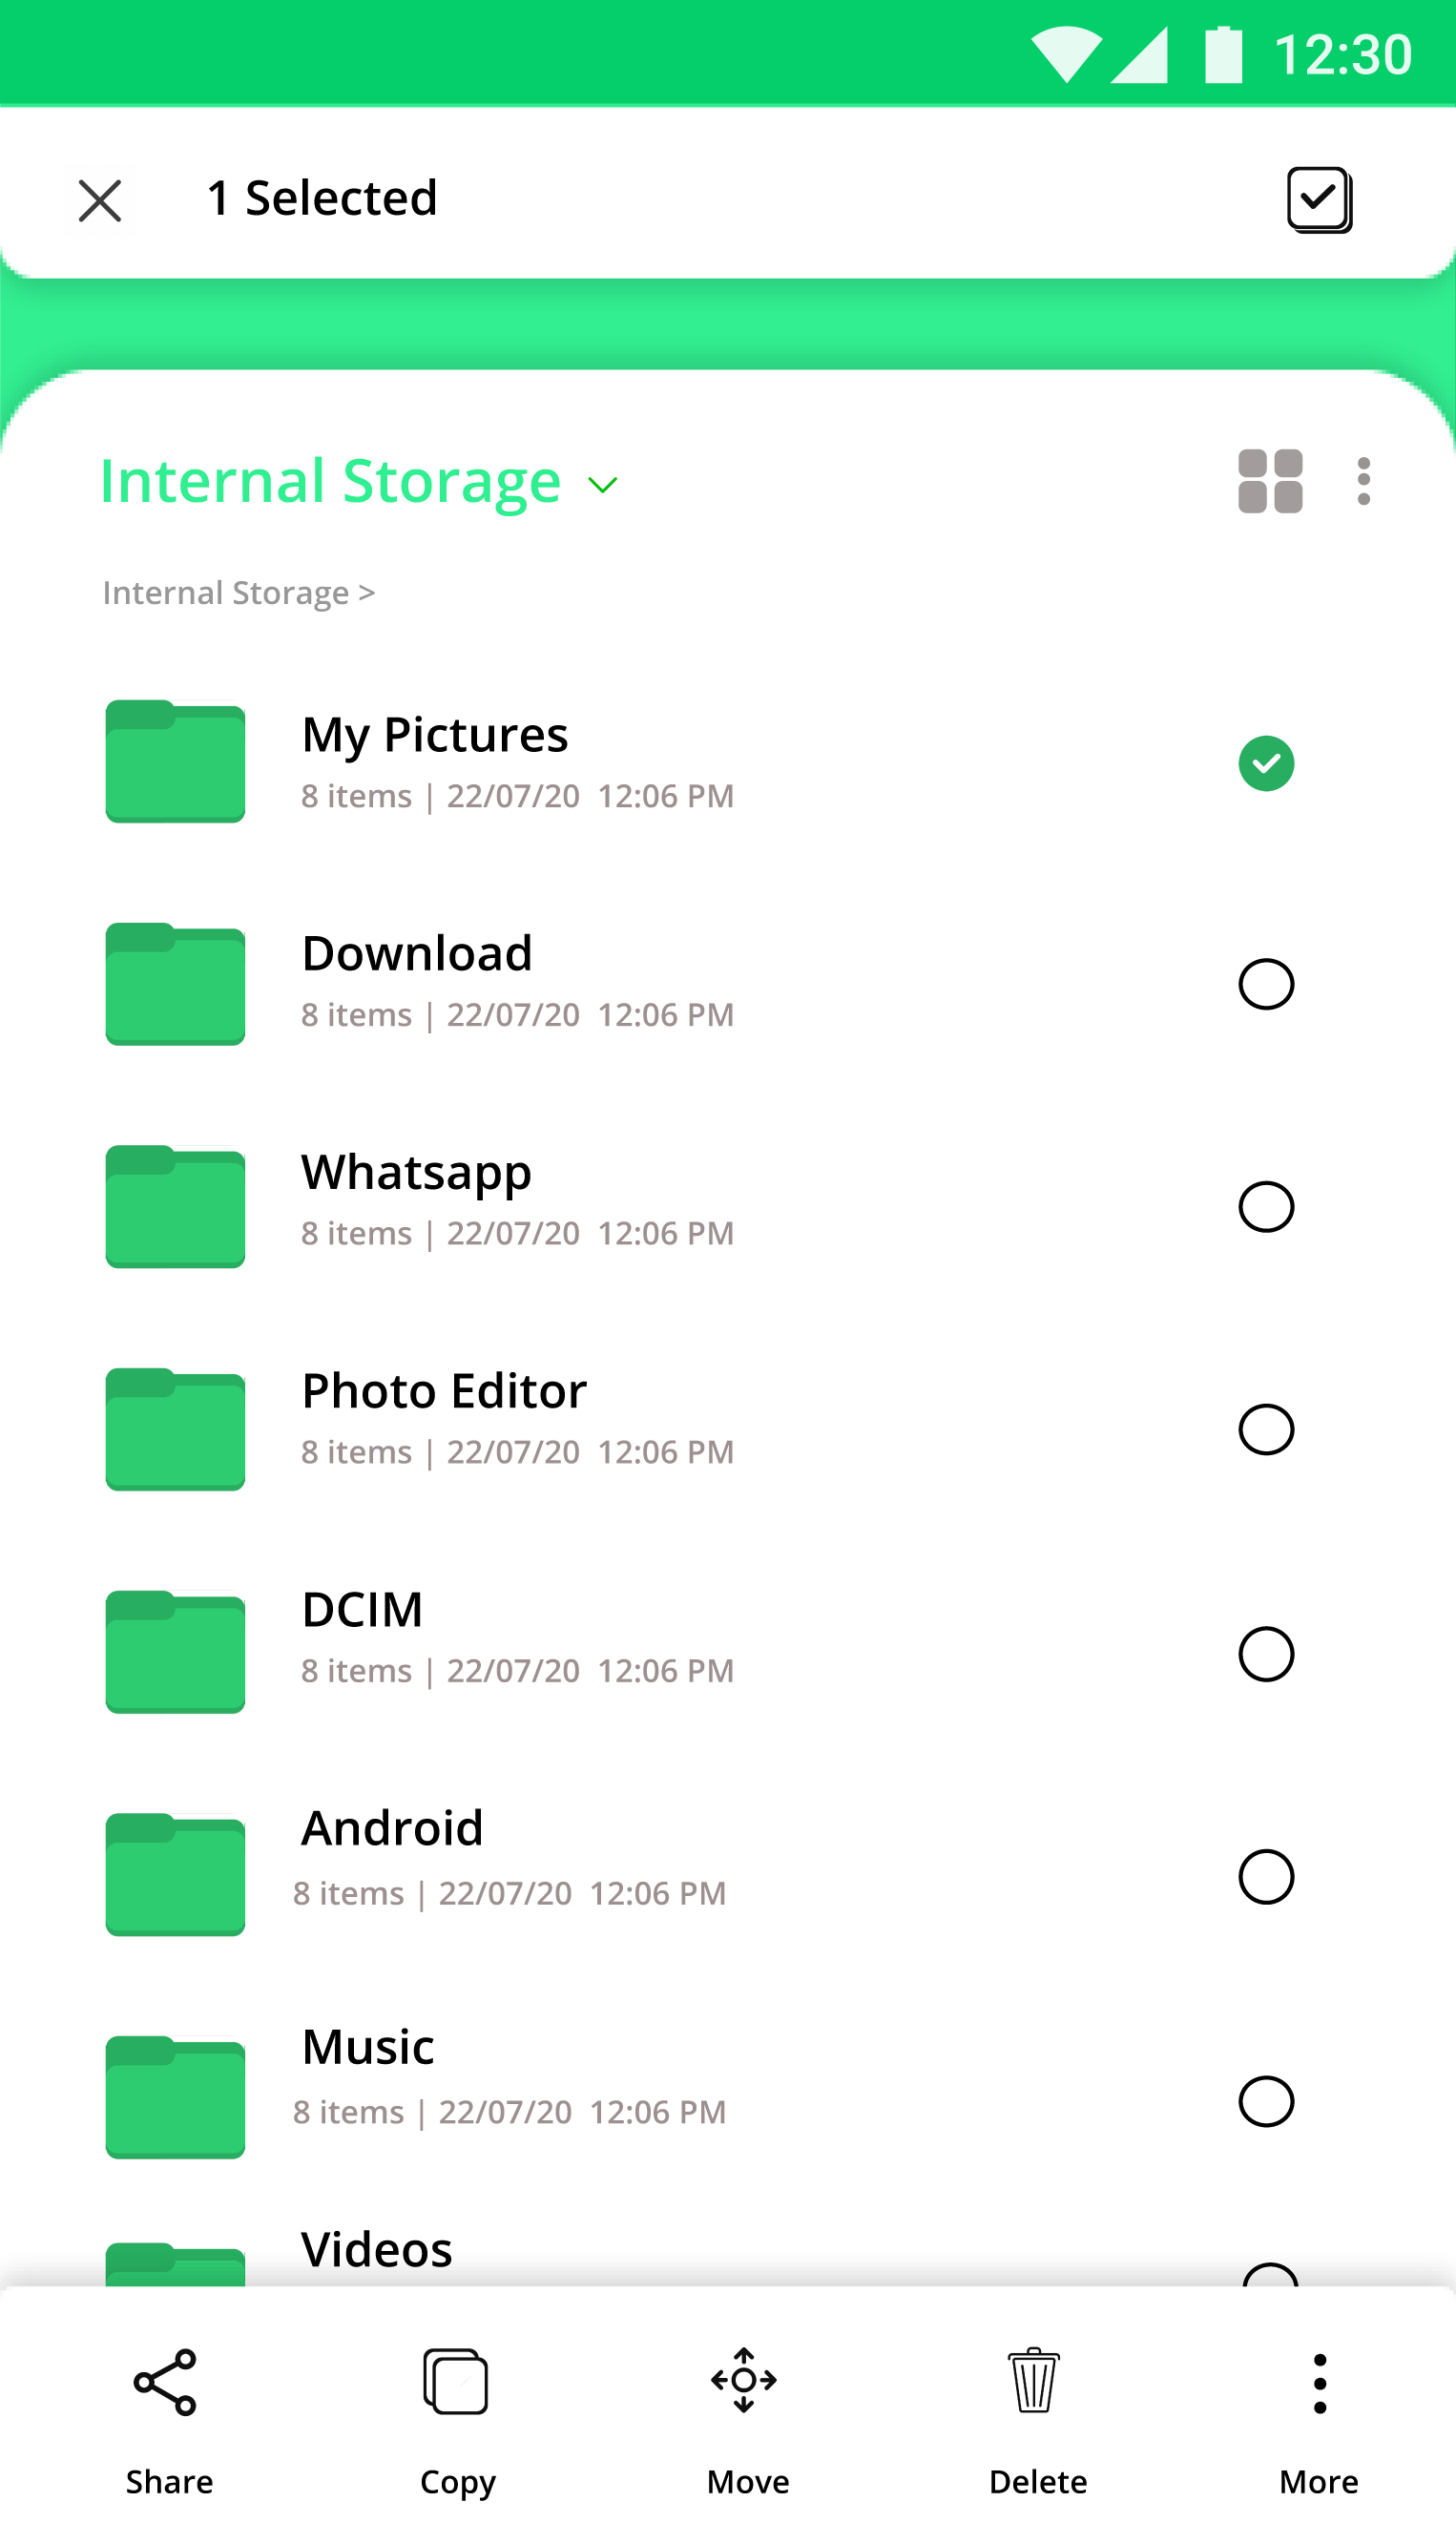 12:30
1 Selected
Internal Storage
Internal Storage >
My Pictures
8 items | 22/07/20  12:06 PM
Download
8 items | 22/07/20  12:06 PM
Whatsapp
8 items | 22/07/20  12:06 PM
Photo Editor
8 items | 22/07/20  12:06 PM
DCIM
8 items | 22/07/20  12:06 PM
Android
8 items | 22/07/20  12:06 PM
Music
8 items | 22/07/20  12:06 PM
Videos
Share Copy Move Delete More